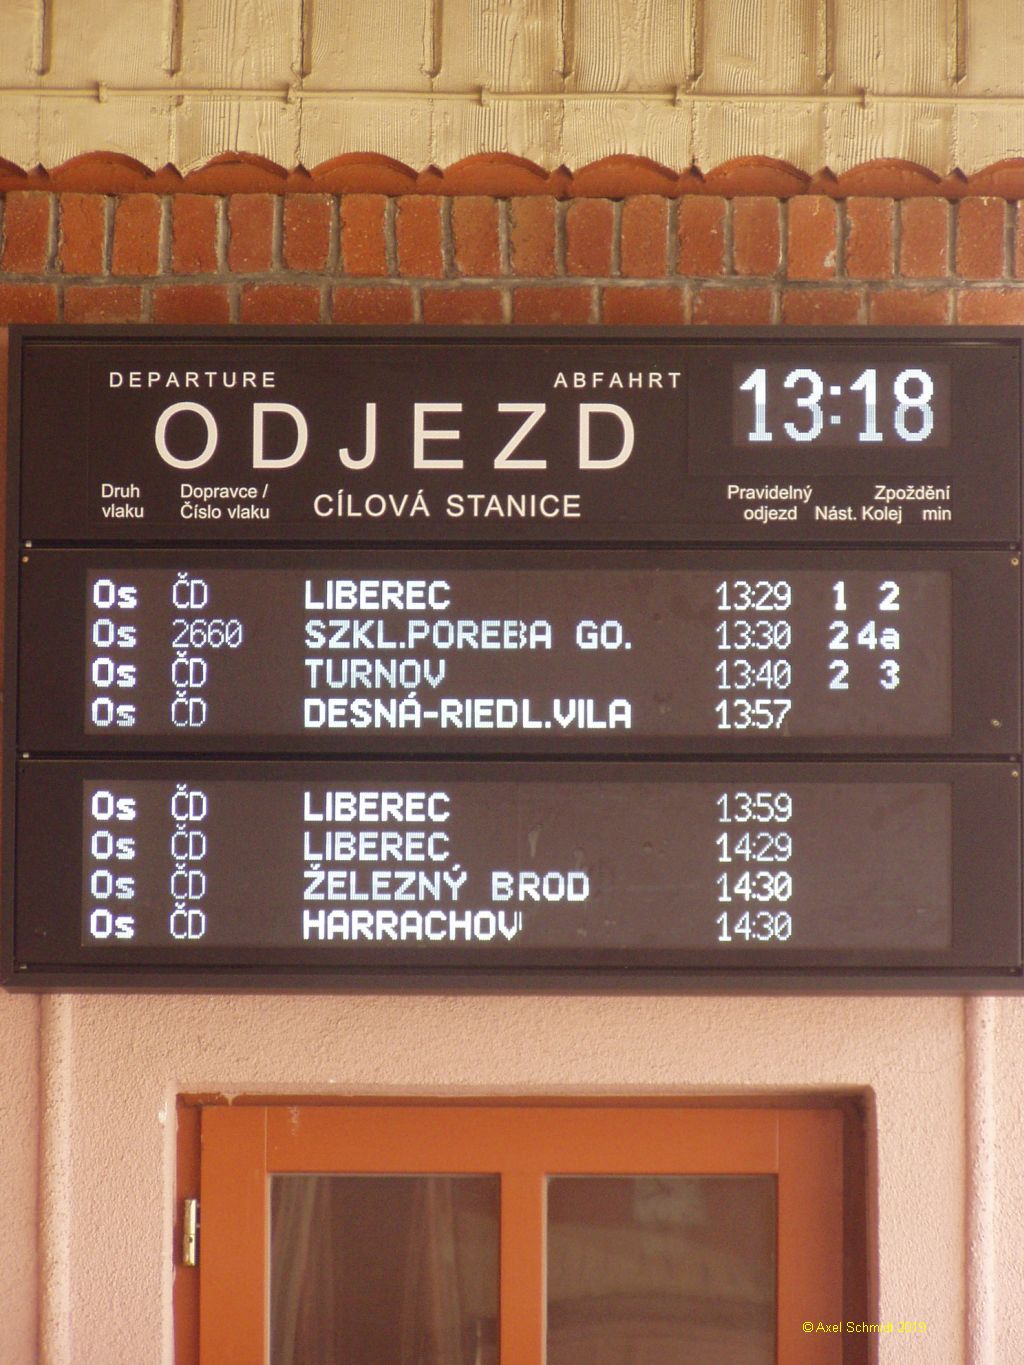 DEPARTURE ABFAHRT
13:18
ODJEZD
Druh vlaku
Dopravce / Číslo vlaku
CÍLOVÁ STANICE
Pravidelný odjezd
Nást. Kolej
Zpoždění min
Os ČD LIBEREC 13:29 1 2
Os 2660 SZKL.POREBA GO. 13:30 2 4a
Os ČD TURNOV 13:40 2 3
Os ČD DESNÁ-RIEDL.VILA 13:57
Os ČD LIBEREC 13:59
Os ČD LIBEREC 14:29
Os ČD ŽELEZNÝ BROD 14:30
Os ČD HARRACHOV 14:30
©Axel Schmidt 2019